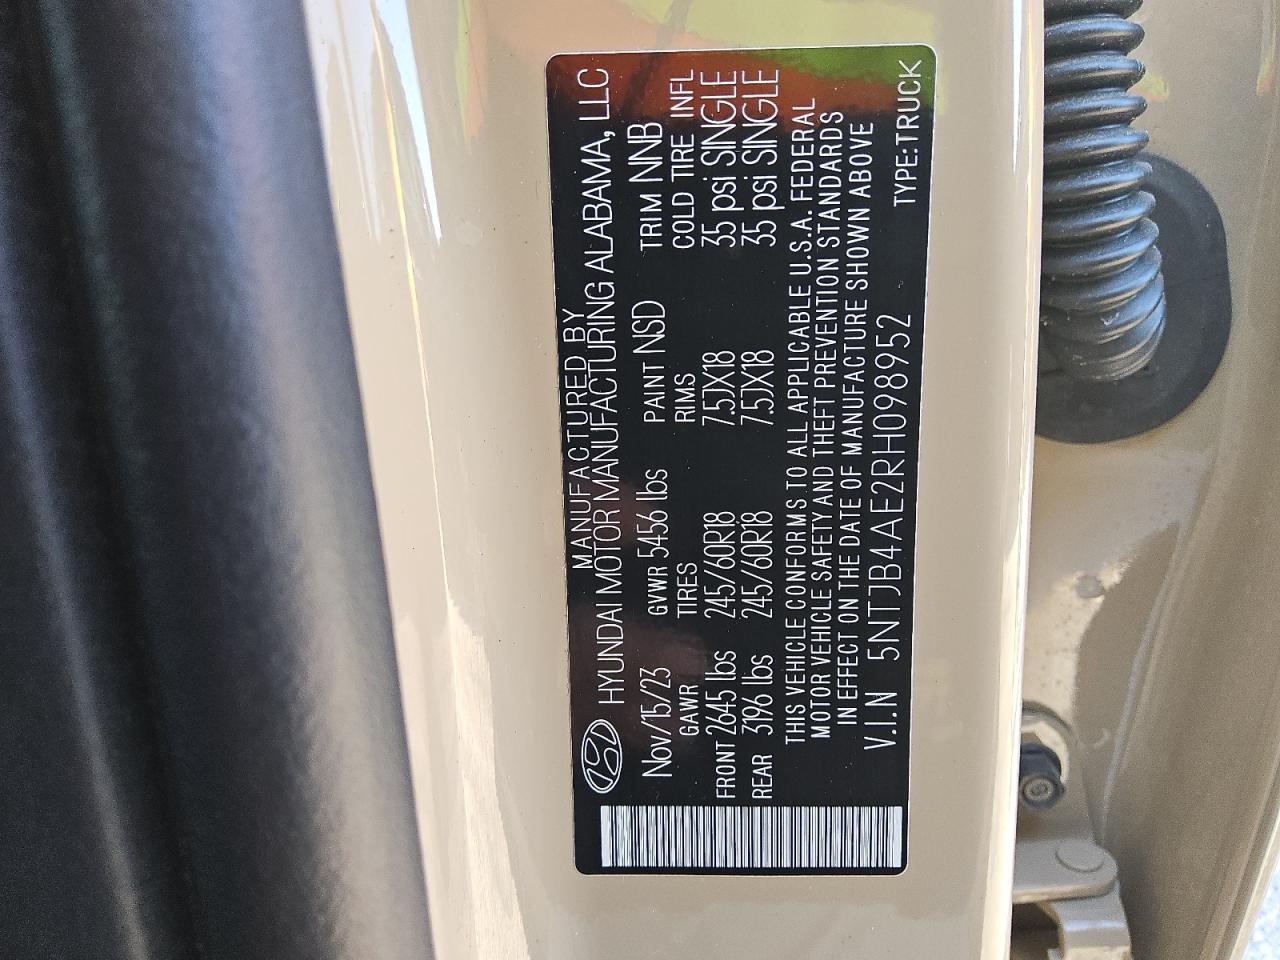 MANUFACTURED BY
HYUNDAI MOTOR MANUFACTURING ALABAMA, LLC
Nov/15/23 GVWR 5456 lbs PAINT NSD TRIM NNB
GAWR TIRES RIMS COLD TIRE INFL
FRONT 2645 lbs 245/60R18 7.5JX18 35 psi SINGLE
REAR 3196 lbs 245/60R18 7.5JX18 35 psi SINGLE
THIS VEHICLE CONFORMS TO ALL APPLICABLE U.S.A. FEDERAL
MOTOR VEHICLE SAFETY AND THEFT PREVENTION STANDARDS
IN EFFECT ON THE DATE OF MANUFACTURE SHOWN ABOVE
V.I.N 5NTJB4AE2RH098952 TYPE:TRUCK